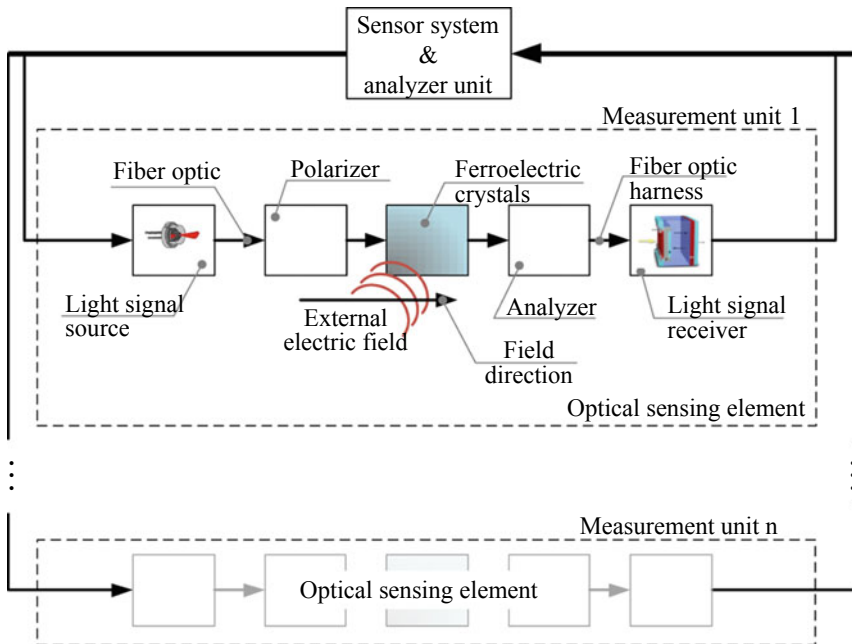 Sensor system
&
analyzer unit
Measurement unit 1
Fiber optic
Polarizer
Ferroelectric
crystals
Fiber optic
harness
Light signal
source
External
electric field
Analyzer
Light signal
receiver
Field
direction
Optical sensing element
Measurement unit n
Optical sensing element